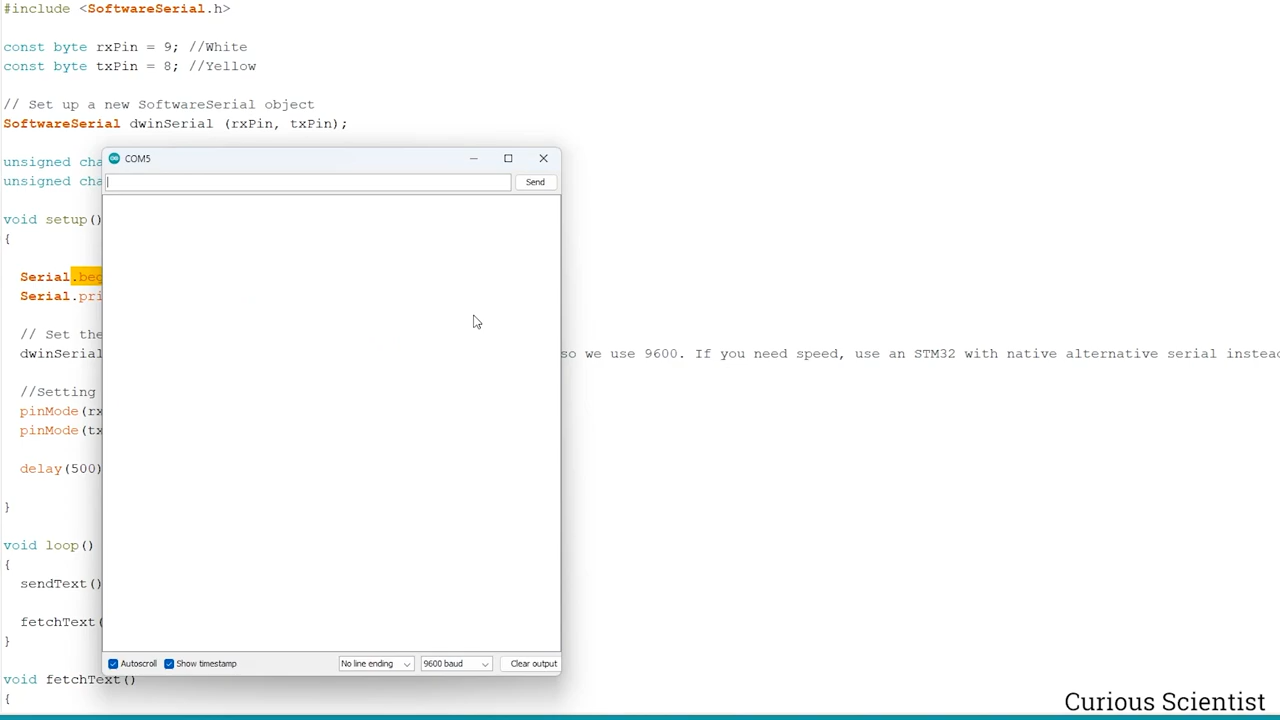 #include <SoftwareSerial.h>
const byte rxPin = 9; //White
const byte txPin = 8; //Yellow
// Set up a new SoftwareSerial object
SoftwareSerial dwinSerial (rxPin, txPin);
unsigned cha
unsigned cha
COM5
Send
void setup()
{
Serial.beg
Serial.pri
// Set the
dwinSerial so we use 9600. If you need speed, use an STM32 with native alternative serial instead
//Setting
pinMode(rx
pinMode(tx
delay(500)
}
void loop()
{
sendText()
fetchText(
}
Autoscroll Show timestamp No line ending 9600 baud Clear output
void fetchText()
{
Curious Scientist